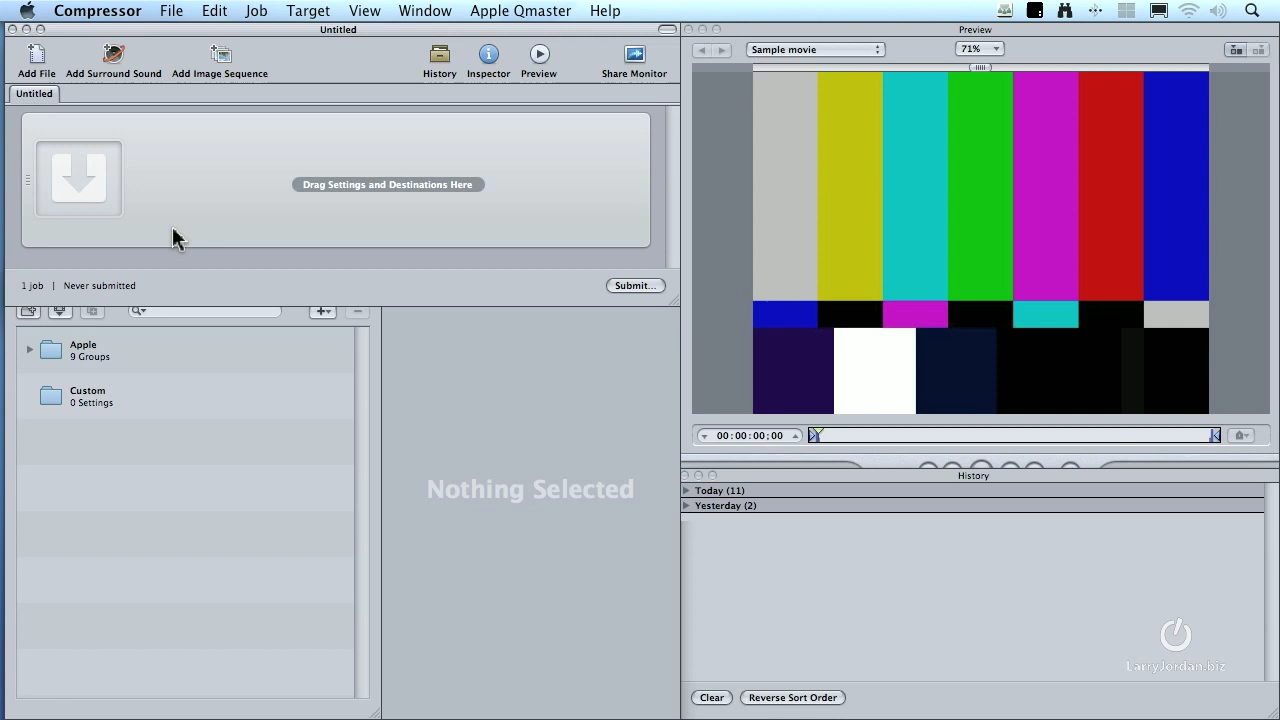 Compressor File Edit Job Target View Window Apple Qmaster Help
Untitled
Add File Add Surround Sound Add Image Sequence History Inspector Preview Share Monitor
Untitled
Drag Settings and Destinations Here
1 job | Never submitted Submit...
Apple
9 Groups
Custom
0 Settings
Nothing Selected
Preview
Sample movie 71%
00:00:00;00
History
Today (11)
Yesterday (2)
LarryJordan.biz
Clear Reverse Sort Order